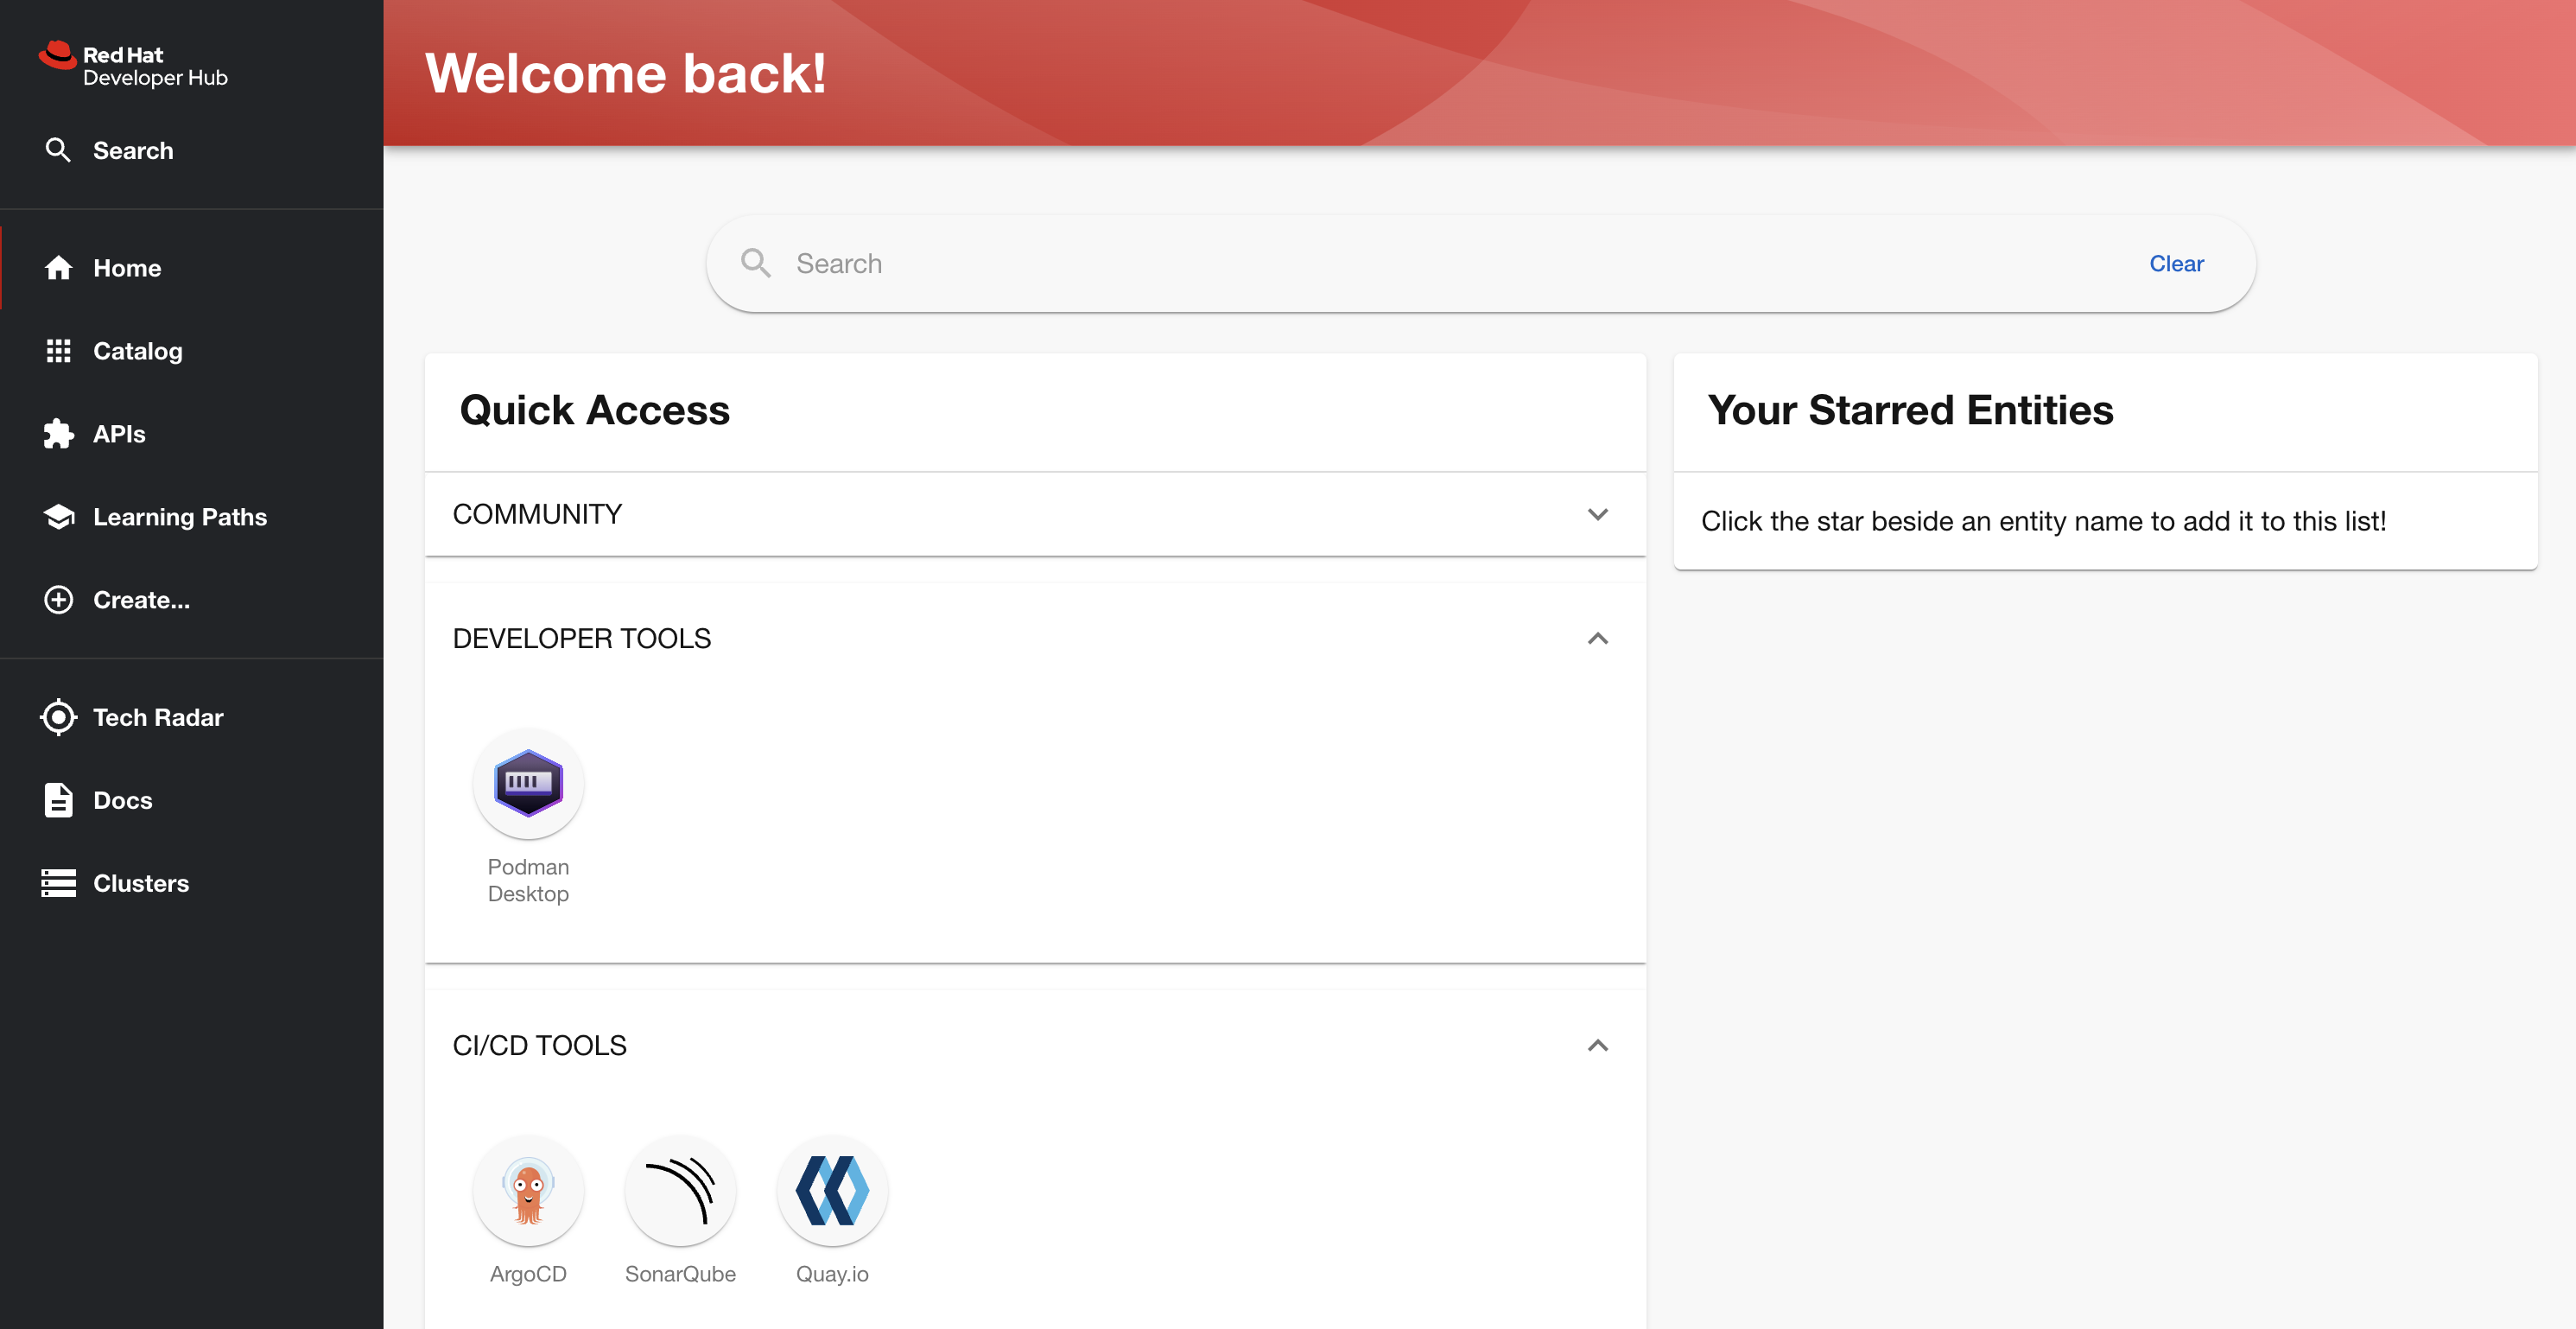 Red Hat
Developer Hub
Search
Home
Catalog
APIs
Learning Paths
Create...
Tech Radar
Docs
Clusters
Welcome back!
Search
Clear
Quick Access
COMMUNITY
DEVELOPER TOOLS
Podman
Desktop
CI/CD TOOLS
ArgoCD
SonarQube
Quay.io
Your Starred Entities
Click the star beside an entity name to add it to this list!